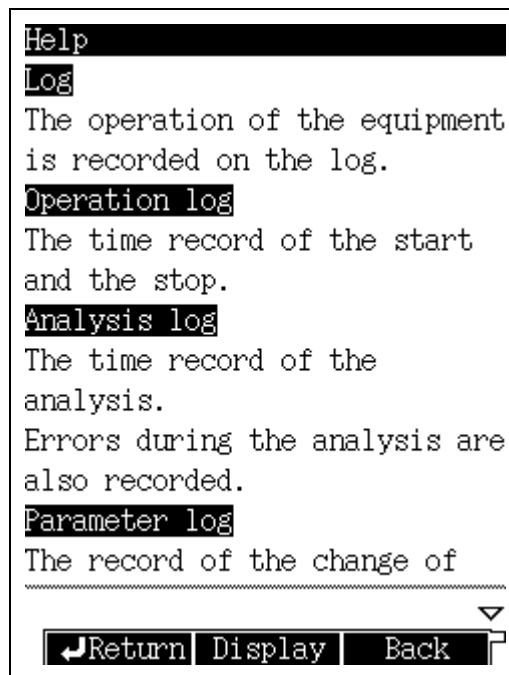 Help
Log
The operation of the equipment
is recorded on the log.
Operation log
The time record of the start
and the stop.
Analysis log
The time record of the
analysis.
Errors during the analysis are
also recorded.
Parameter log
The record of the change of
Return Display Back